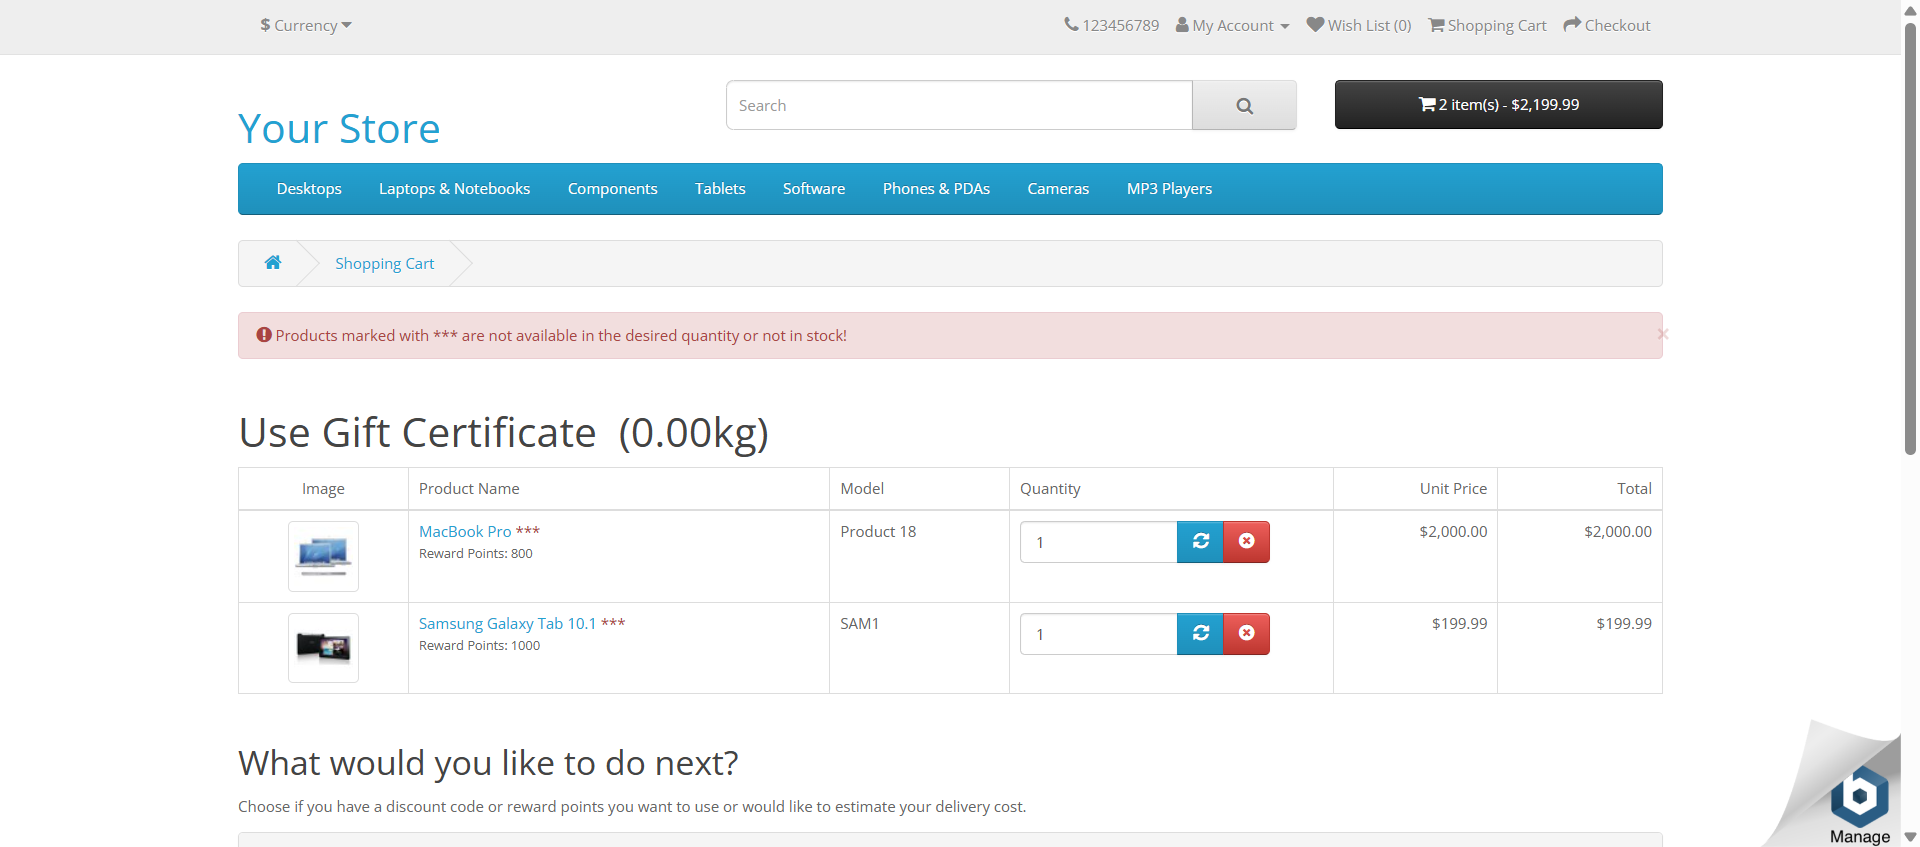 $ Currency
123456789 My Account Wish List (0) Shopping Cart Checkout
Your Store
Search
2 item(s) - $2,199.99
Desktops Laptops & Notebooks Components Tablets Software Phones & PDAs Cameras MP3 Players
Shopping Cart
Products marked with *** are not available in the desired quantity or not in stock!
×
Use Gift Certificate (0.00kg)
Image Product Name Model Quantity Unit Price Total
MacBook Pro *** Product 18 1 $2,000.00 $2,000.00
Reward Points: 800
Samsung Galaxy Tab 10.1 *** SAM1 1 $199.99 $199.99
Reward Points: 1000
What would you like to do next?
Choose if you have a discount code or reward points you want to use or would like to estimate your delivery cost.
b
Manage